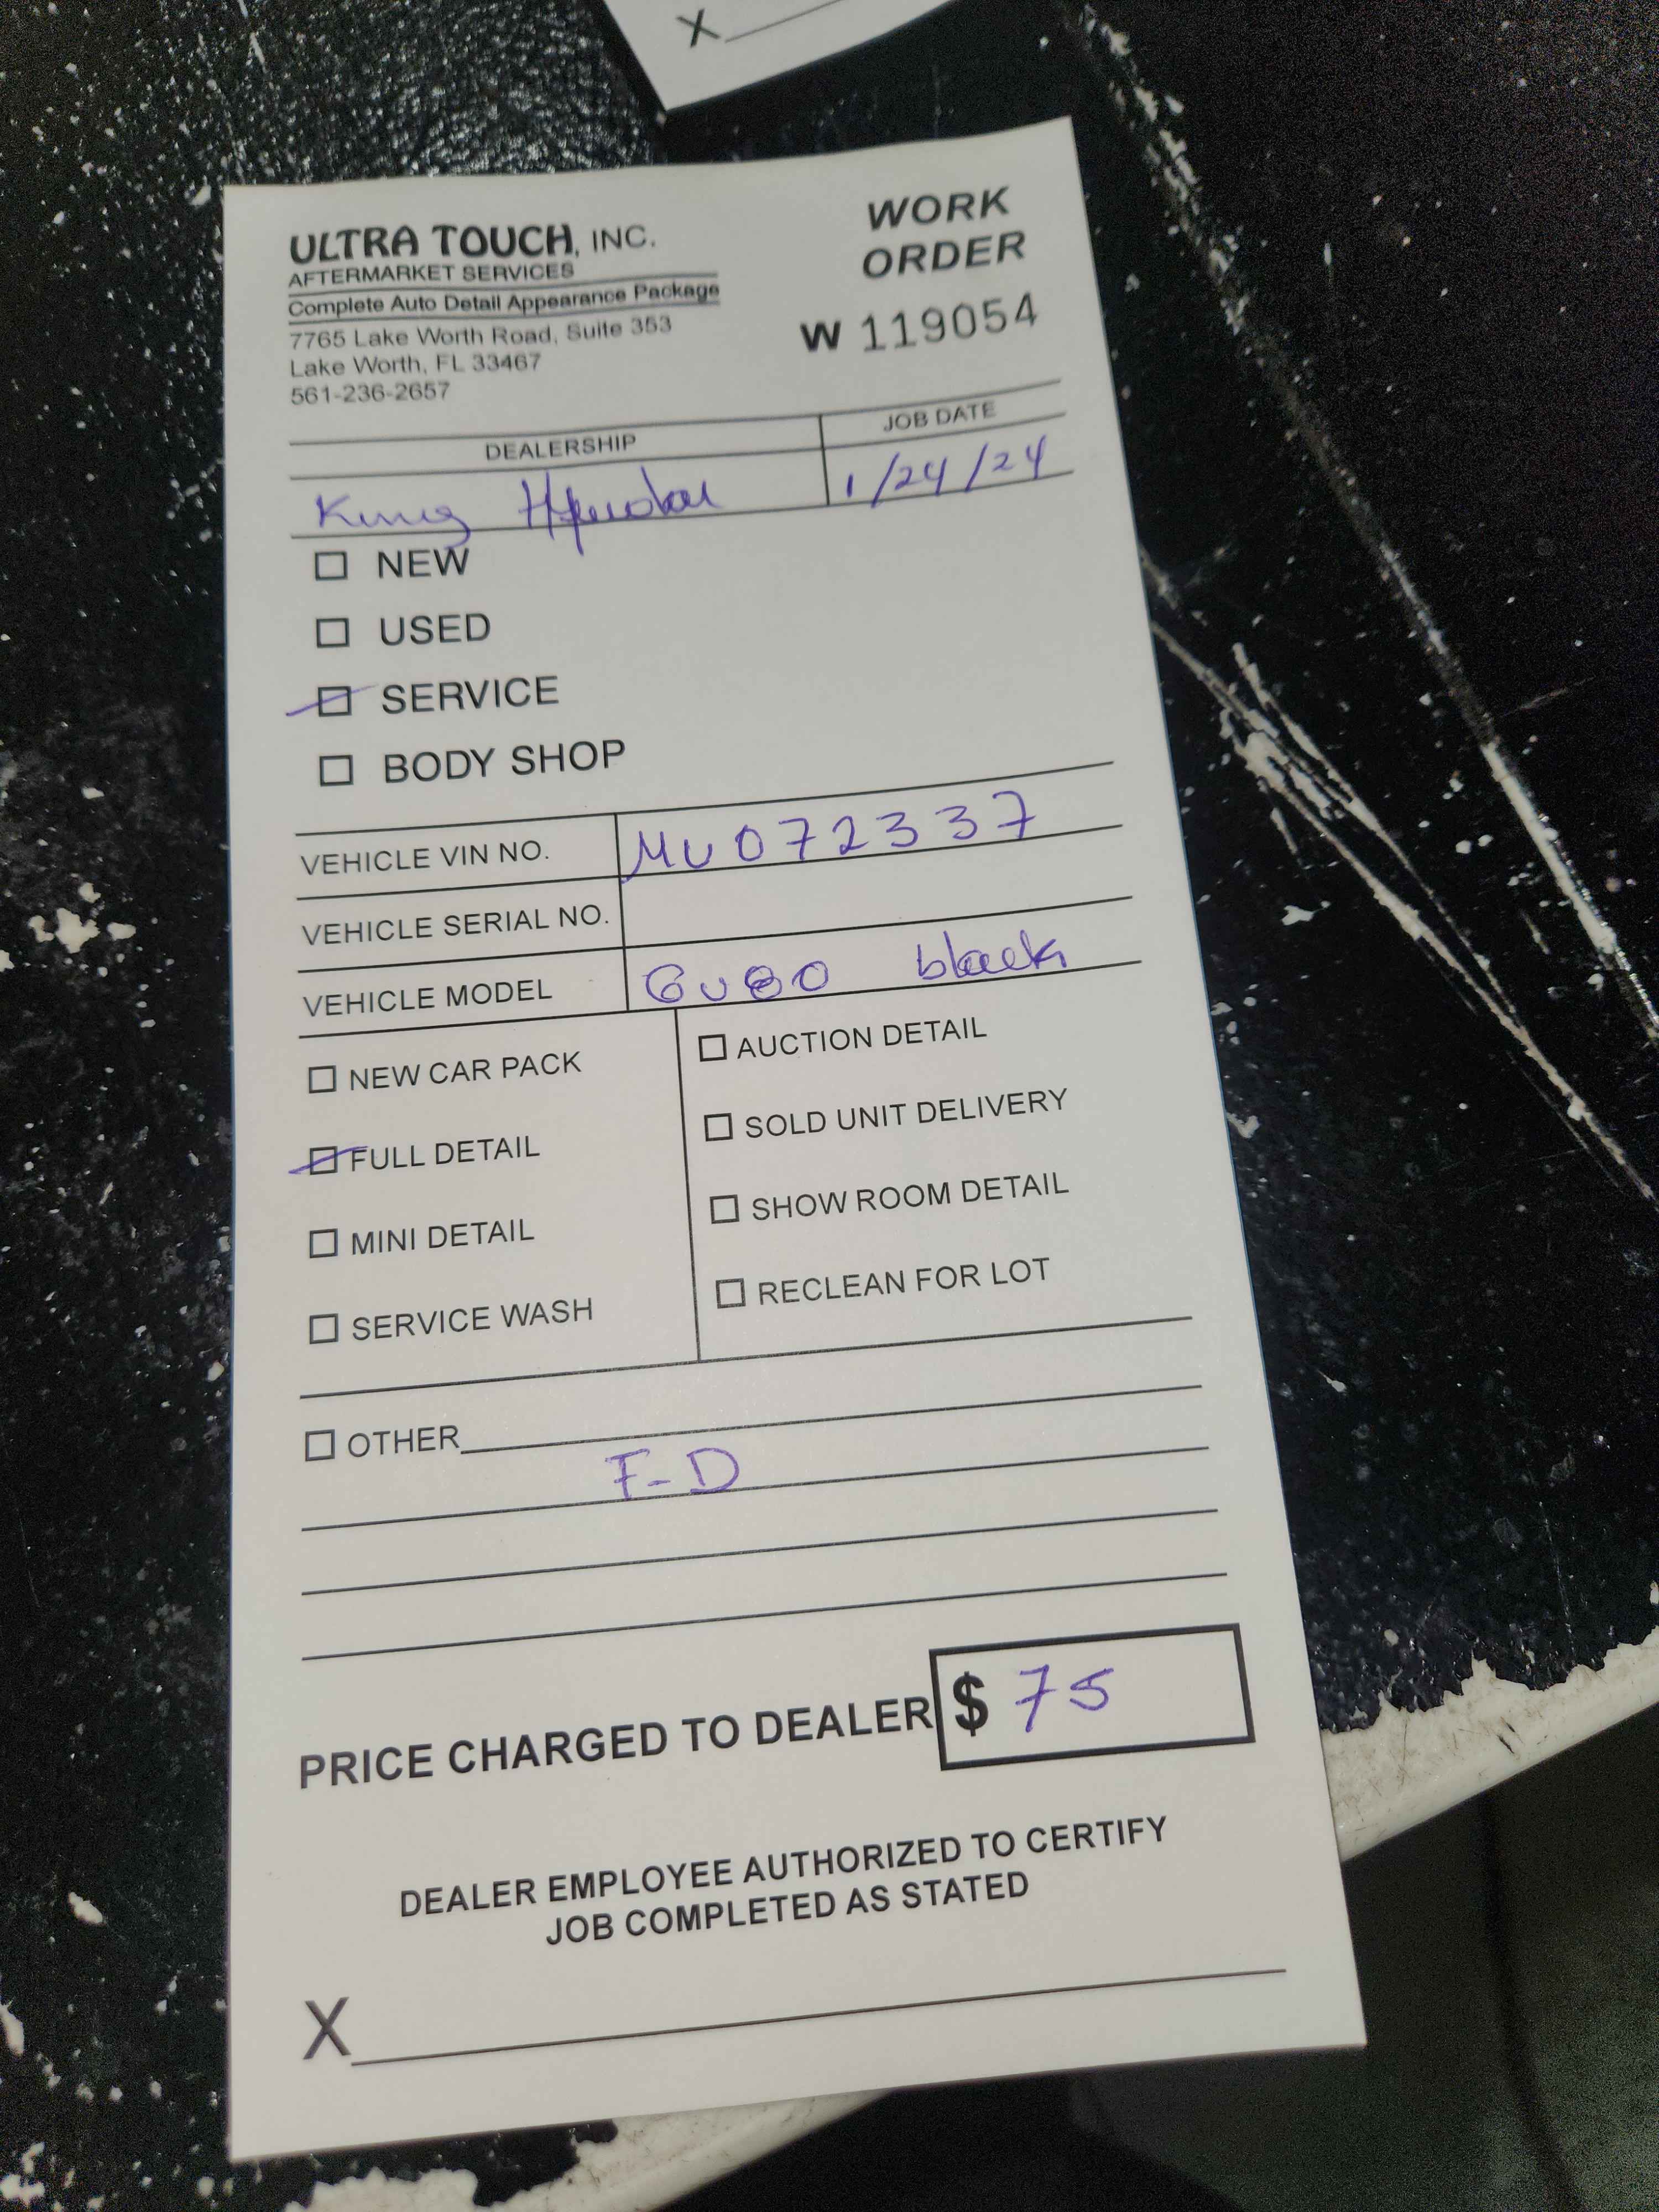 X
ULTRA TOUCH, INC.
AFTERMARKET SERVICES
Complete Auto Detail Appearance Package
7765 Lake Worth Road, Suite 353
Lake Worth, FL 33467
561-236-2657
WORK
ORDER
W 119054
DEALERSHIP JOB DATE
King 1/24/24
NEW
USED
SERVICE
BODY SHOP
VEHICLE VIN NO. MU072337
VEHICLE SERIAL NO.
VEHICLE MODEL GV80 black
NEW CAR PACK
FULL DETAIL
MINI DETAIL
SERVICE WASH
AUCTION DETAIL
SOLD UNIT DELIVERY
SHOW ROOM DETAIL
RECLEAN FOR LOT
OTHER
F-D
PRICE CHARGED TO DEALER $ 75
DEALER EMPLOYEE AUTHORIZED TO CERTIFY
JOB COMPLETED AS STATED
X